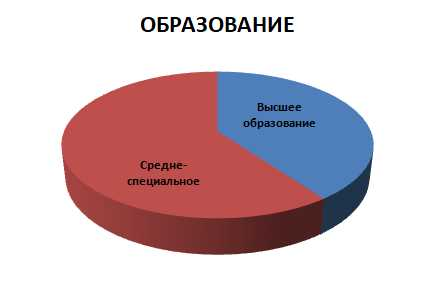 ОБРАЗОВАНИЕ
Высшее
образование
Средне-
специальное